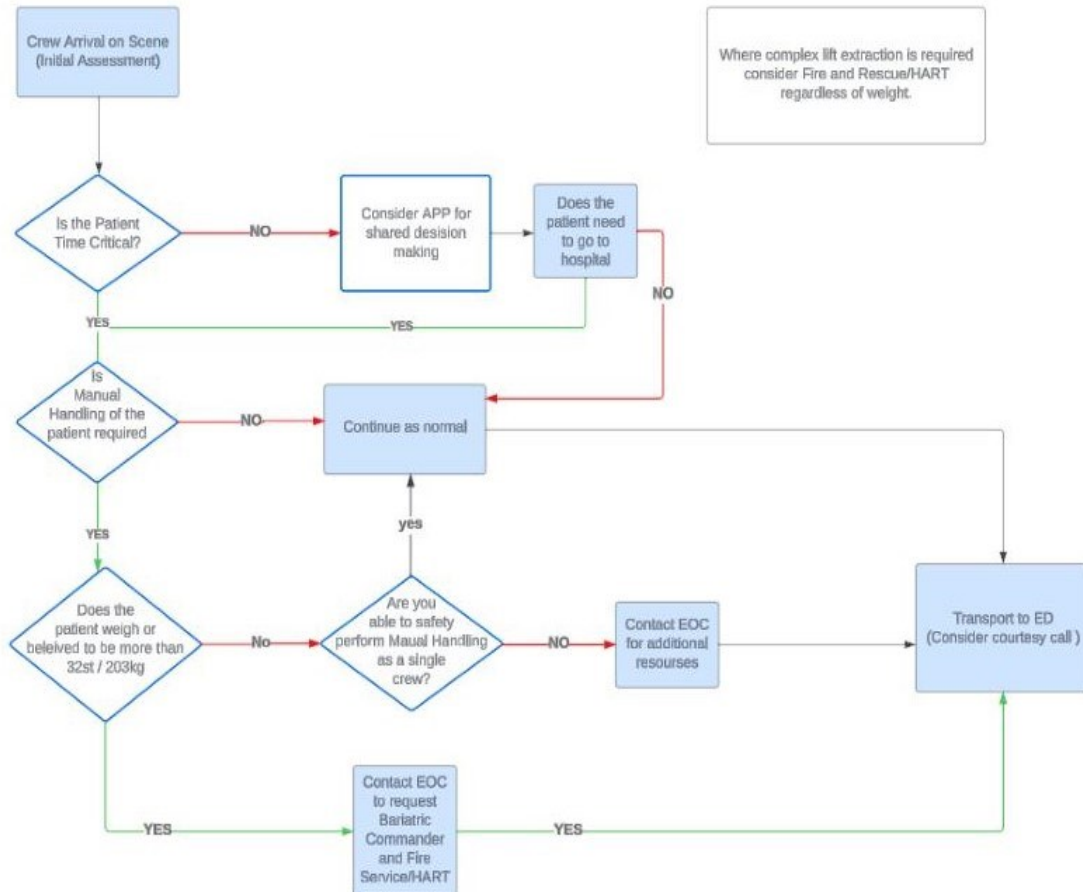 Crew Arrival on Scene
(Initial Assessment)
Where complex lift extraction is required
consider Fire and Rescue/HART
regardless of weight.
Is the Patient
Time Critical?
NO
Consider APP for
shared desision
making
Does the
patient need
to go to
hospital
NO
YES
YES
Is
Manual
Handling of the
patient required
NO
Continue as normal
YES
yes
Does the
patient weigh or
beleived to be more than
32st / 203kg
No
Are you
able to safety
perform Maual Handling
as a single
crew?
NO
Contact EOC
for additional
resourses
Transport to ED
(Consider courtesy call )
YES
Contact EOC
to request
Bariatric
Commander
and Fire
Service/HART
YES